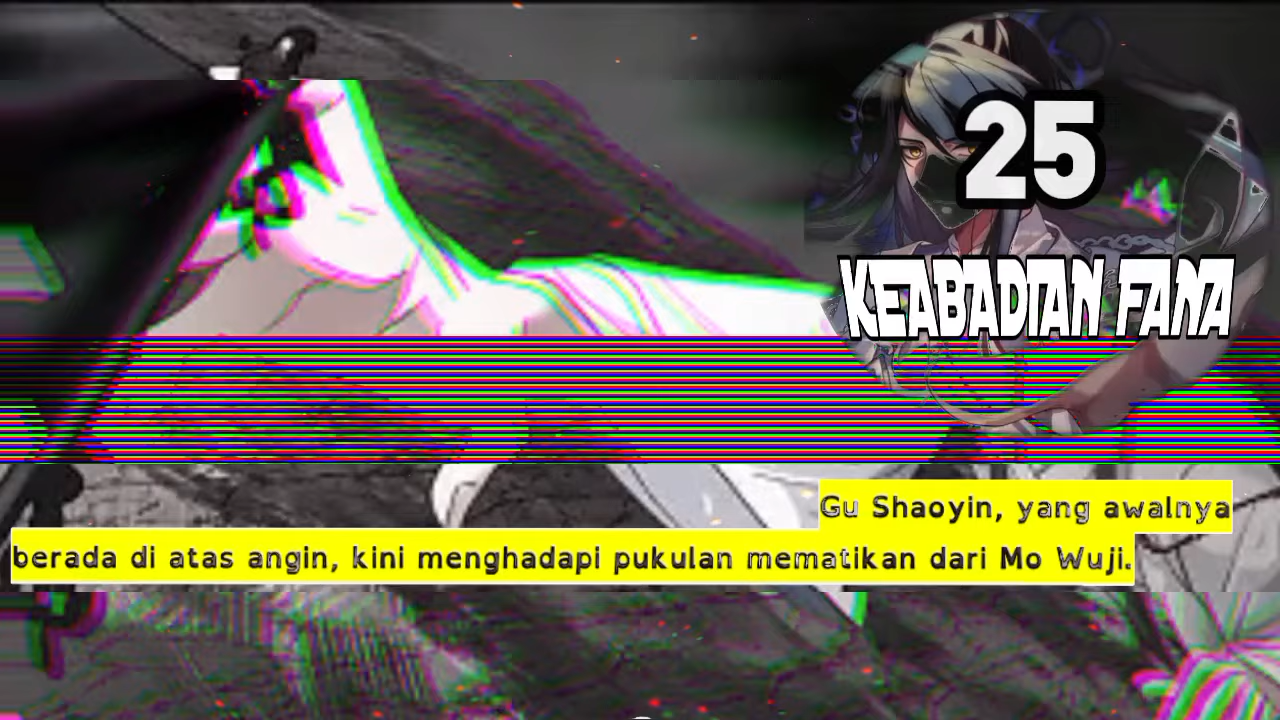 25
KEABADIAN FANA
Gu Shaoyin, yang awalnya
berada di atas angin, kini menghadapi pukulan mematikan dari Mo Wuji.